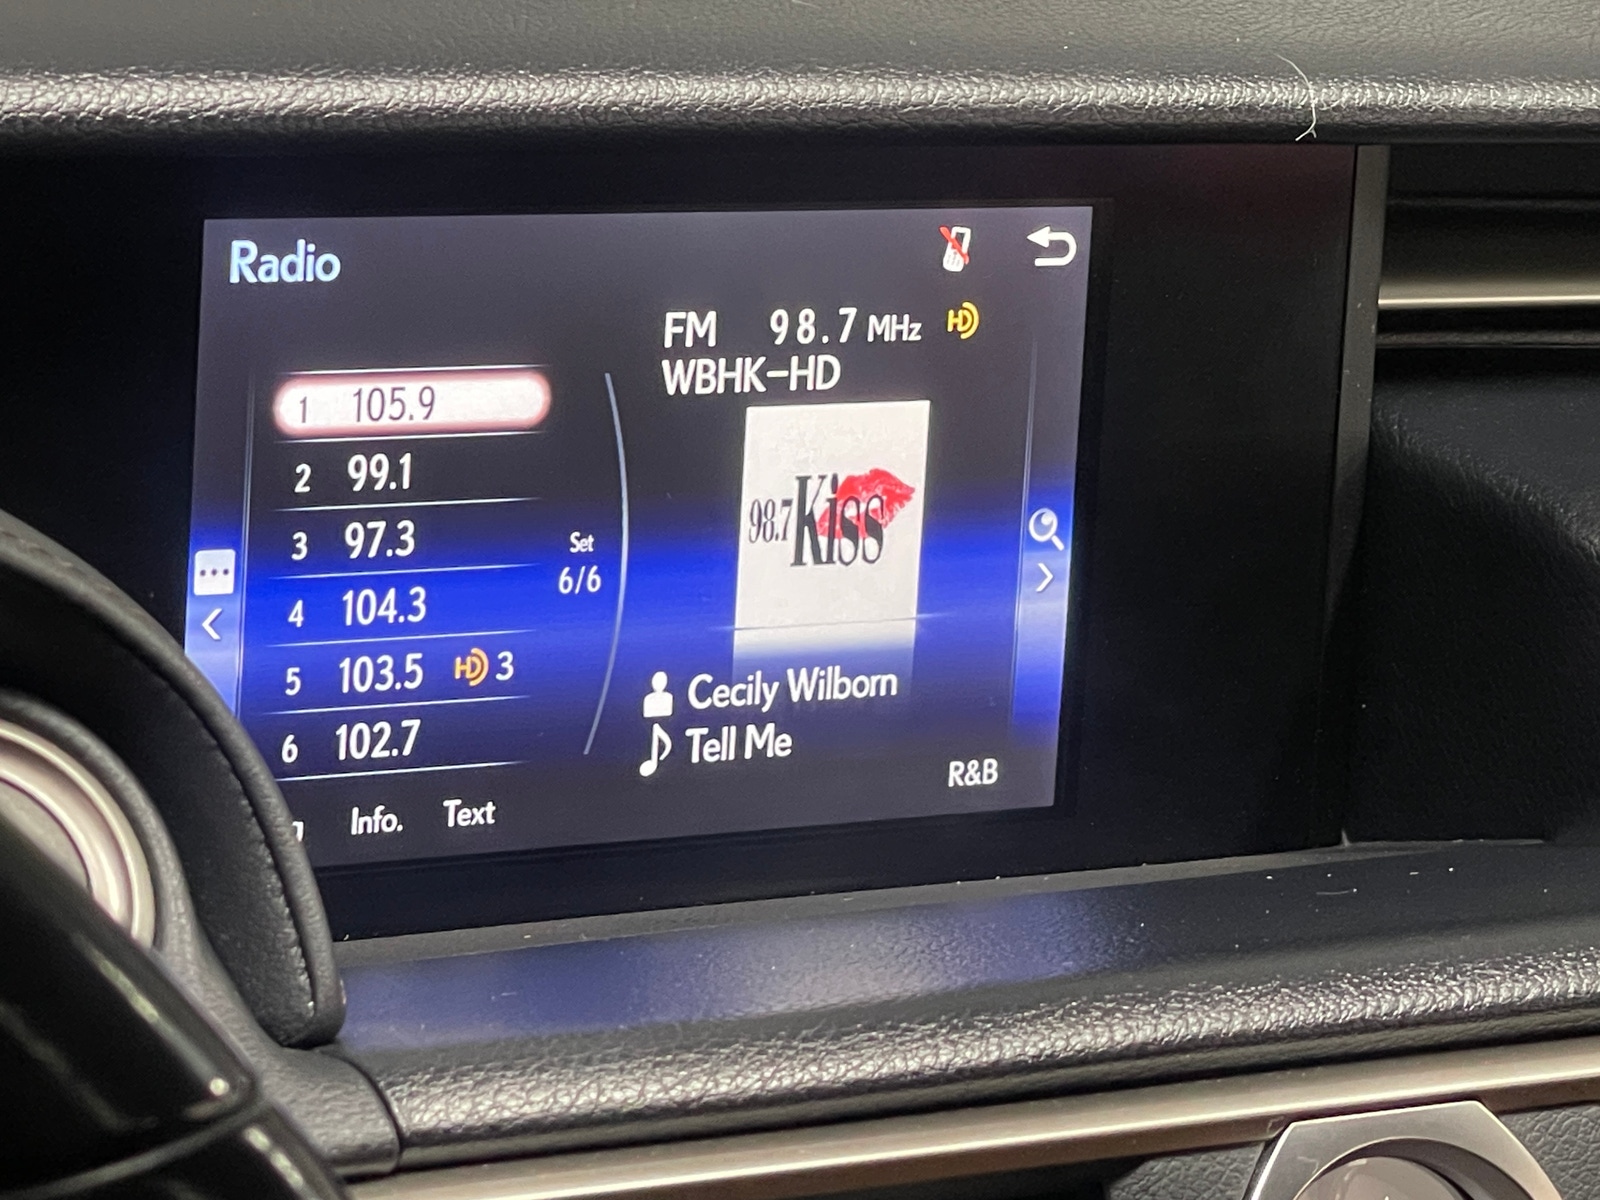 Radio
FM 98.7 MHz HD
WBHK-HD
1 105.9
2 99.1
3 97.3
4 104.3
5 103.5 HD 3
6 102.7
Set
6/6
98.7 Kiss
Cecily Wilborn
Tell Me
R&B
Info. Text